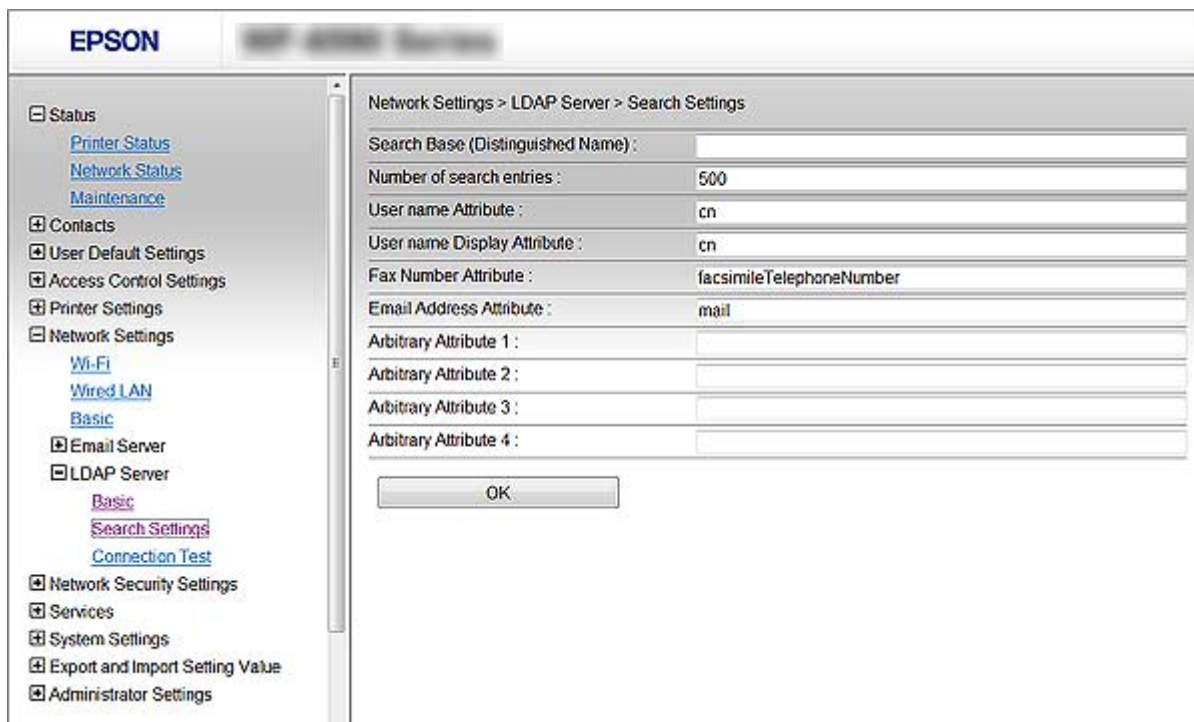 EPSON
Status
Printer Status
Network Status
Maintenance
Contacts
User Default Settings
Access Control Settings
Printer Settings
Network Settings
Wi-Fi
Wired LAN
Basic
Email Server
LDAP Server
Basic
Search Settings
Connection Test
Network Security Settings
Services
System Settings
Export and Import Setting Value
Administrator Settings
Network Settings > LDAP Server > Search Settings
Search Base (Distinguished Name) :
Number of search entries : 500
User name Attribute : cn
User name Display Attribute : cn
Fax Number Attribute : facsimileTelephoneNumber
Email Address Attribute : mail
Arbitrary Attribute 1 :
Arbitrary Attribute 2 :
Arbitrary Attribute 3 :
Arbitrary Attribute 4 :
OK